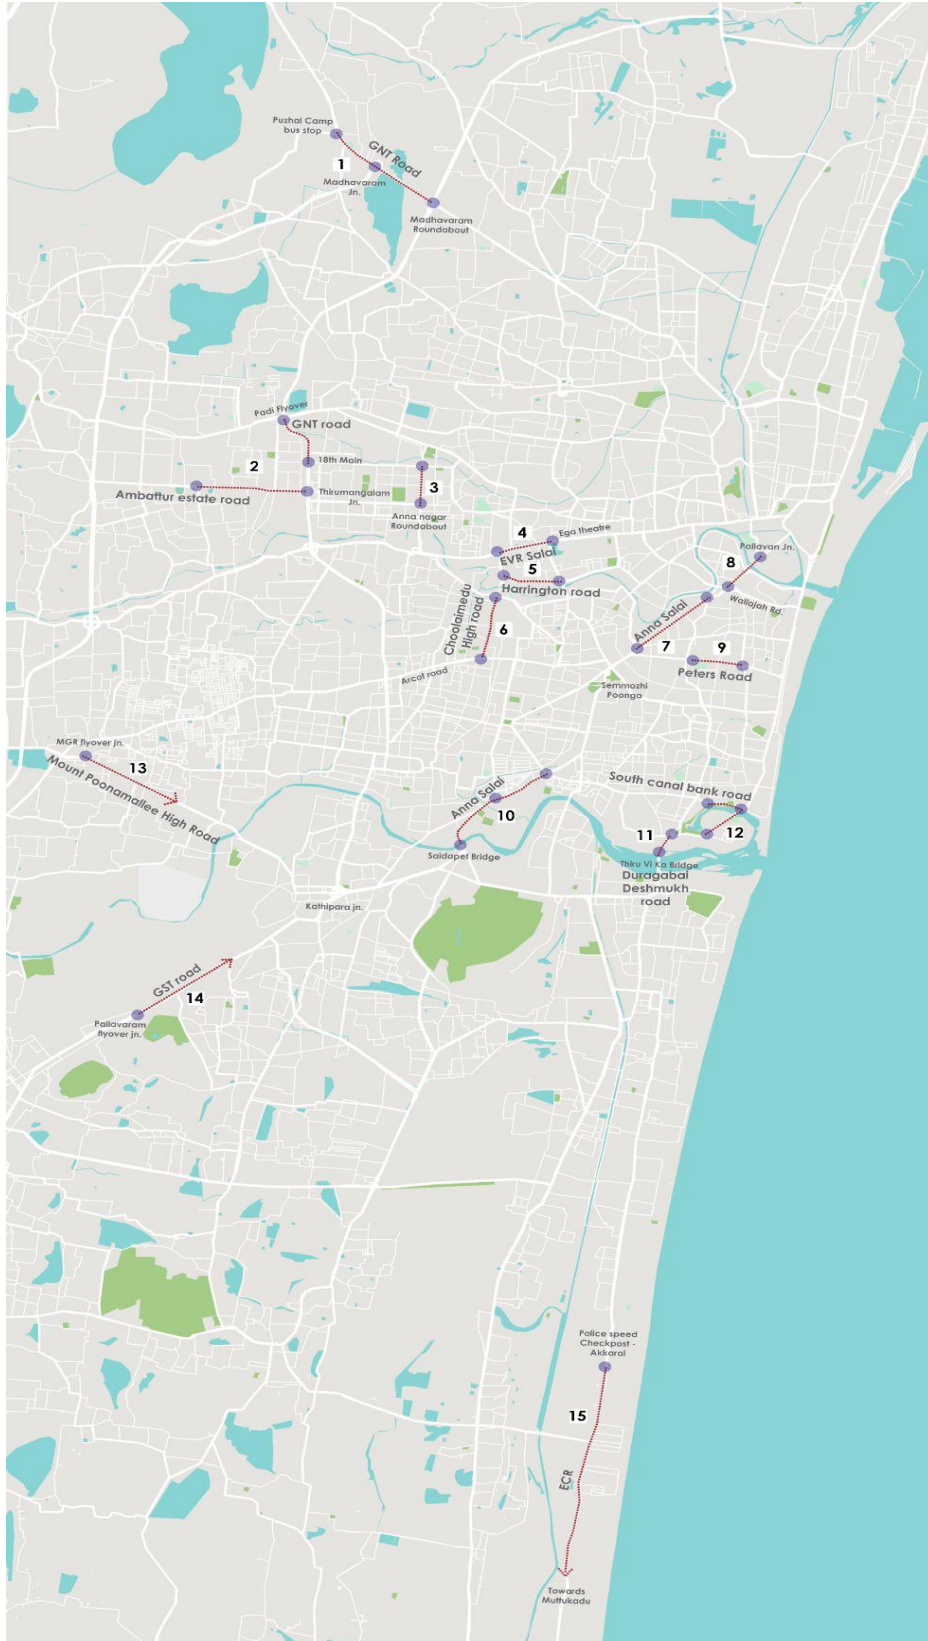 Puzhal Camp
bus stop
GNT Road
1
Madhavaram
Jn.
Madhavaram
Roundabout
Padi Flyover
GNT road
2
18th Main
Ambattur estate road
Thirumangalam
Jn.
3
Anna nagar
Roundabout
4
Ega theatre
EVR Salai
5
Harrington road
Pallavan Jn.
8
Wallajah Rd.
Choolaimedu
High road
6
Anna Salai
7
9
Peters Road
Arcot road
Semmozhi
Poonga
MGR flyover jn.
13
Mount Poonamallee High Road
South canal bank road
Anna Salai
10
11
12
Saidapet Bridge
Thiru Vi Ka Bridge
Duragabai
Deshmukh
road
Kathipara jn.
GST road
14
Pallavaram
flyover jn.
Police speed
Checkpost -
Akkarai
15
ECR
Towards
Muttukadu